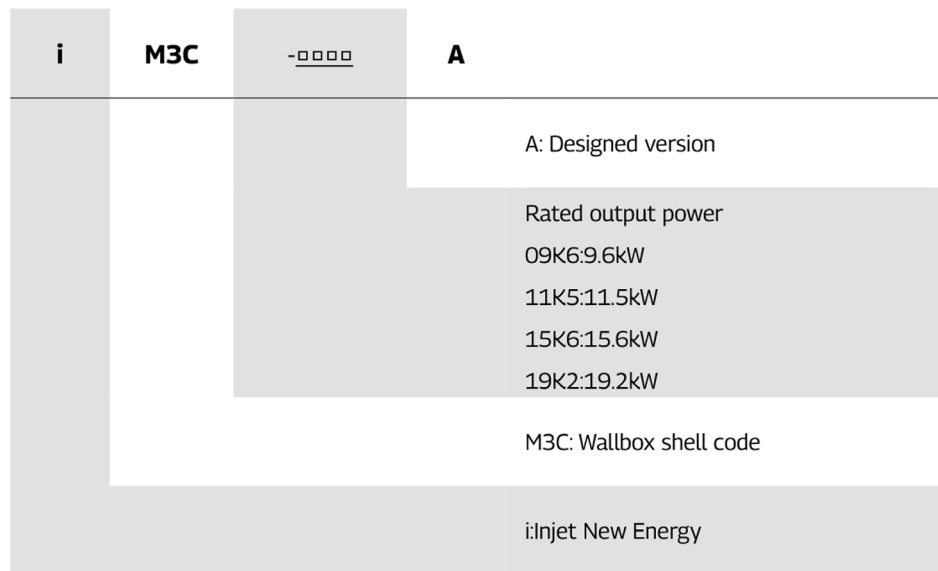 i M3C -□□□□ A
A: Designed version
Rated output power
09K6:9.6kW
11K5:11.5kW
15K6:15.6kW
19K2:19.2kW
M3C: Wallbox shell code
i:Injet New Energy